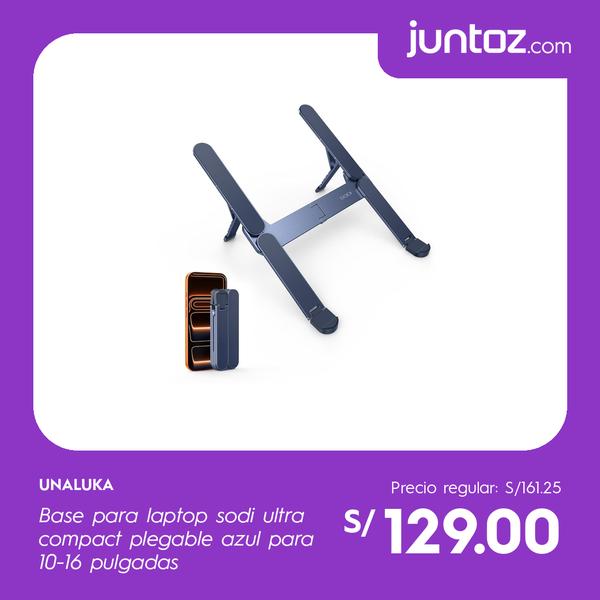 juntoz.com
UNALUKA
Base para laptop sodi ultra
compact plegable azul para
10-16 pulgadas
Precio regular: S/161.25
S/129.00